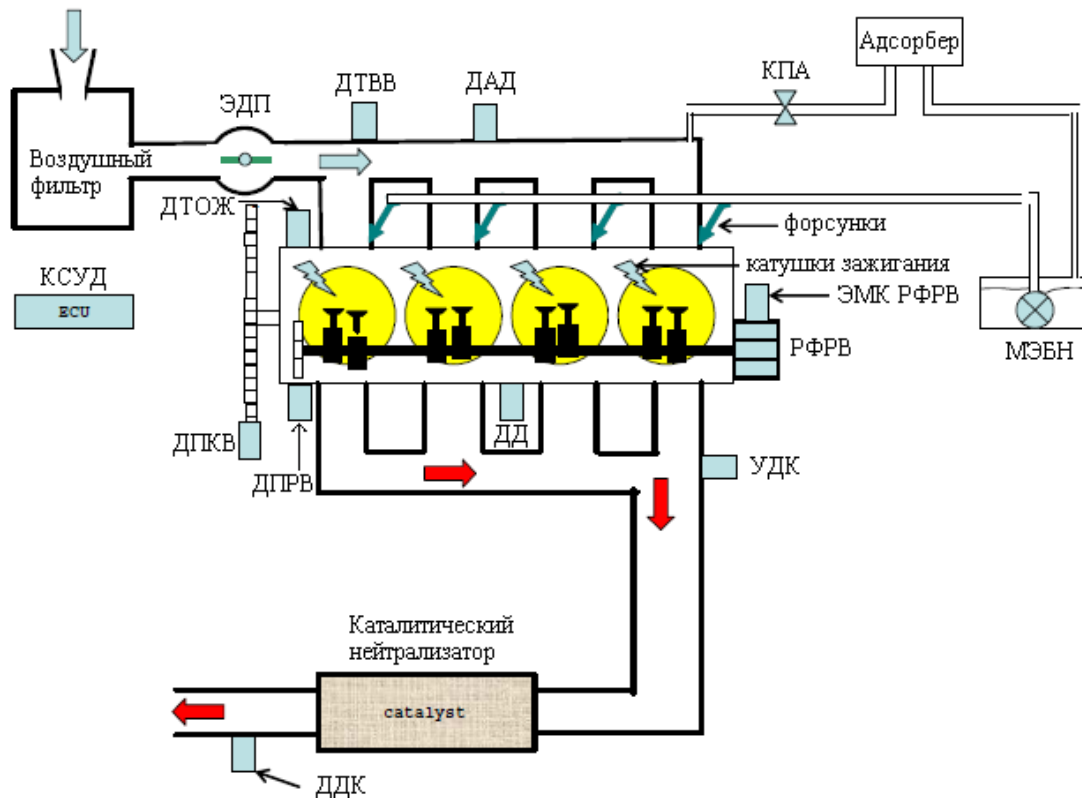 Адсорбер
КПА
ДТВВ
ДАД
ЭДП
Воздушный
фильтр
ДТОЖ
форсунки
катушки зажигания
КСУД
ECU
ЭМК РФРВ
РФРВ
МЭБН
ДД
ДПКВ
ДПРВ
УДК
Каталитический
нейтрализатор
catalyst
ДДК